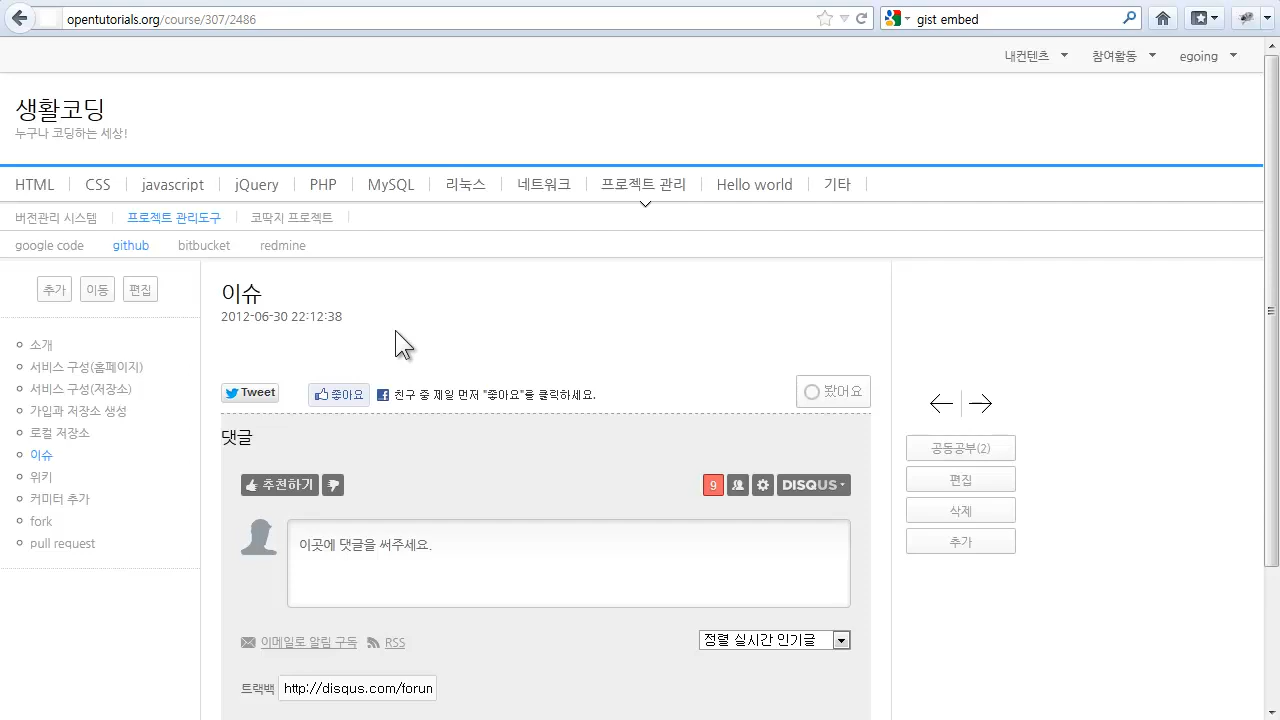 opentutorials.org/course/307/2486
gist embed
내컨텐츠 참여활동 egoing
생활코딩
누구나 코딩하는 세상!
HTML CSS javascript jQuery PHP MySQL 리눅스 네트워크 프로젝트 관리 Hello world 기타
버전관리 시스템 프로젝트 관리도구 코딱지 프로젝트
google code github bitbucket redmine
추가 이동 편집
소개
서비스 구성(홈페이지)
서비스 구성(저장소)
가입과 저장소 생성
로컬 저장소
이슈
위키
커미터 추가
fork
pull request
이슈
2012-06-30 22:12:38
Tweet 좋아요 친구 중 제일 먼저 "좋아요"를 클릭하세요. 봤어요
댓글
추천하기 9 DISQUS
이곳에 댓글을 써주세요.
이메일로 알림 구독 RSS 정렬 실시간 인기글
트랙백 http://disqus.com/forun
공동공부(2)
편집
삭제
추가